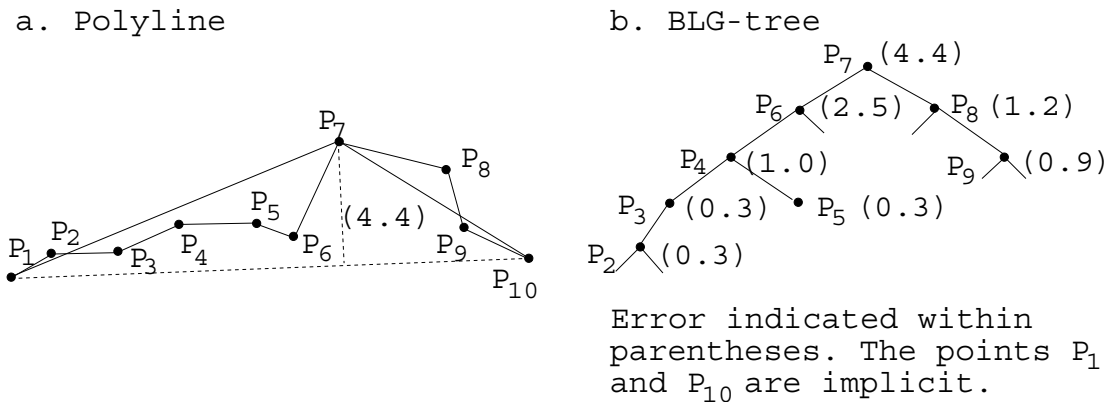 a. Polyline
P7
P8
P5
P2
P1
P3
P4
P6
(4.4)
P9
P10
b. BLG-tree
P7 (4.4)
P6 (2.5)
P8 (1.2)
P4 (1.0)
P9 (0.9)
P3 (0.3)
P5 (0.3)
P2 (0.3)
Error indicated within
parentheses. The points P1
and P10 are implicit.